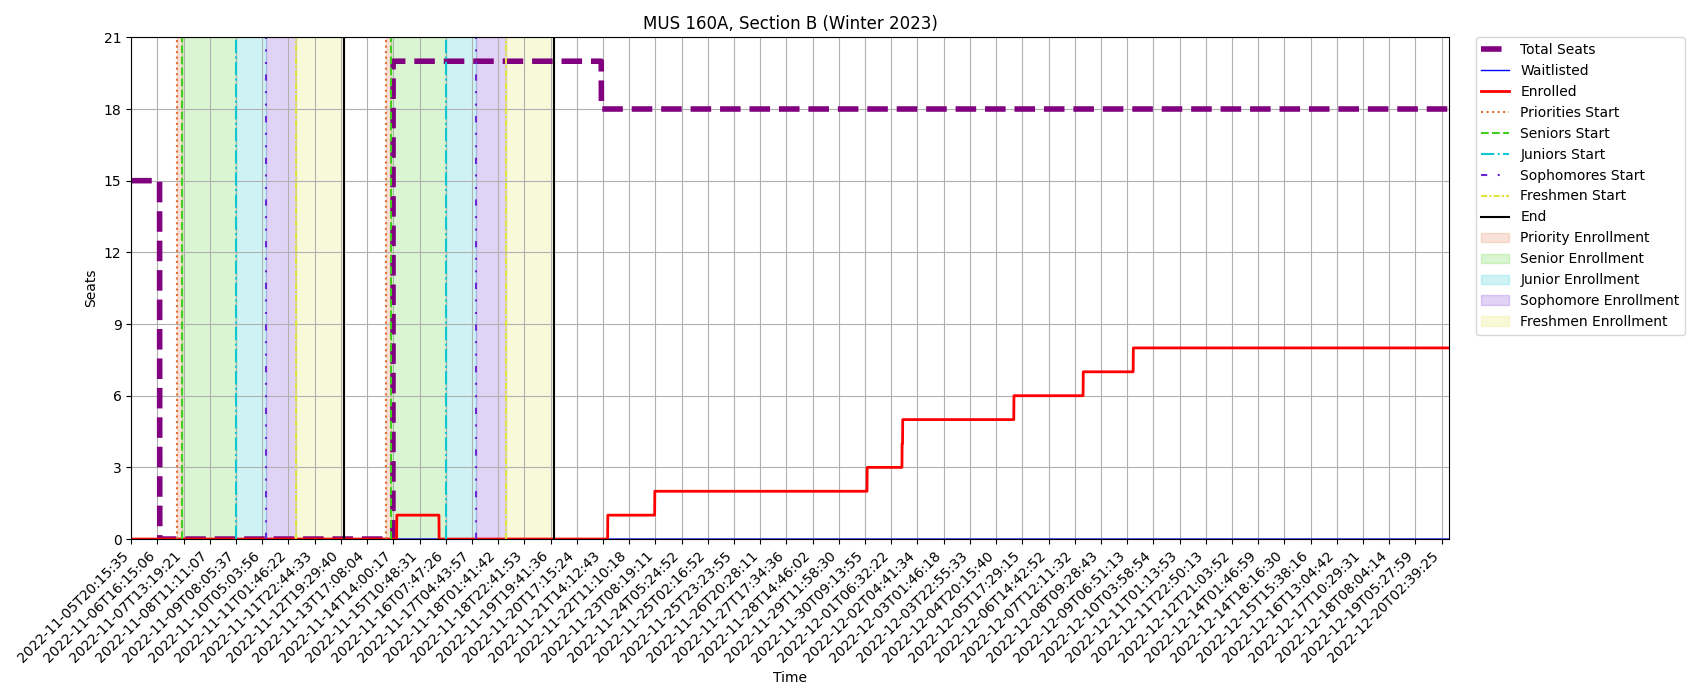 MUS 160A, Section B (Winter 2023)
21
18
15
12
9
6
3
0
Seats
2022-11-05T20:15:35
2022-11-06T16:15:06
2022-11-07T13:19:21
2022-11-08T11:11:07
2022-11-09T08:05:37
2022-11-10T05:03:56
2022-11-11T01:46:22
2022-11-11T22:44:33
2022-11-12T19:29:40
2022-11-13T17:08:04
2022-11-14T14:00:17
2022-11-15T10:48:31
2022-11-16T07:47:26
2022-11-17T04:43:57
2022-11-18T01:41:42
2022-11-18T22:41:53
2022-11-19T19:41:36
2022-11-20T17:15:24
2022-11-21T14:12:43
2022-11-22T11:10:18
2022-11-23T08:19:11
2022-11-24T05:24:52
2022-11-25T02:16:52
2022-11-25T23:23:55
2022-11-26T20:28:11
2022-11-27T17:34:36
2022-11-28T14:46:02
2022-11-29T11:58:30
2022-11-30T09:13:55
2022-12-01T06:32:22
2022-12-02T04:41:34
2022-12-03T01:46:18
2022-12-03T22:55:33
2022-12-04T20:15:40
2022-12-05T17:29:15
2022-12-06T14:42:52
2022-12-07T12:11:32
2022-12-08T09:28:43
2022-12-09T06:51:13
2022-12-10T03:58:54
2022-12-11T01:13:53
2022-12-11T22:50:13
2022-12-12T21:03:52
2022-12-14T18:46:59
2022-12-14T18:16:30
2022-12-15T15:38:16
2022-12-16T13:04:42
2022-12-17T10:29:31
2022-12-18T08:04:14
2022-12-19T05:27:59
2022-12-20T02:39:25
Time
Total Seats
Waitlisted
Enrolled
Priorities Start
Seniors Start
Juniors Start
Sophomores Start
Freshmen Start
End
Priority Enrollment
Senior Enrollment
Junior Enrollment
Sophomore Enrollment
Freshmen Enrollment